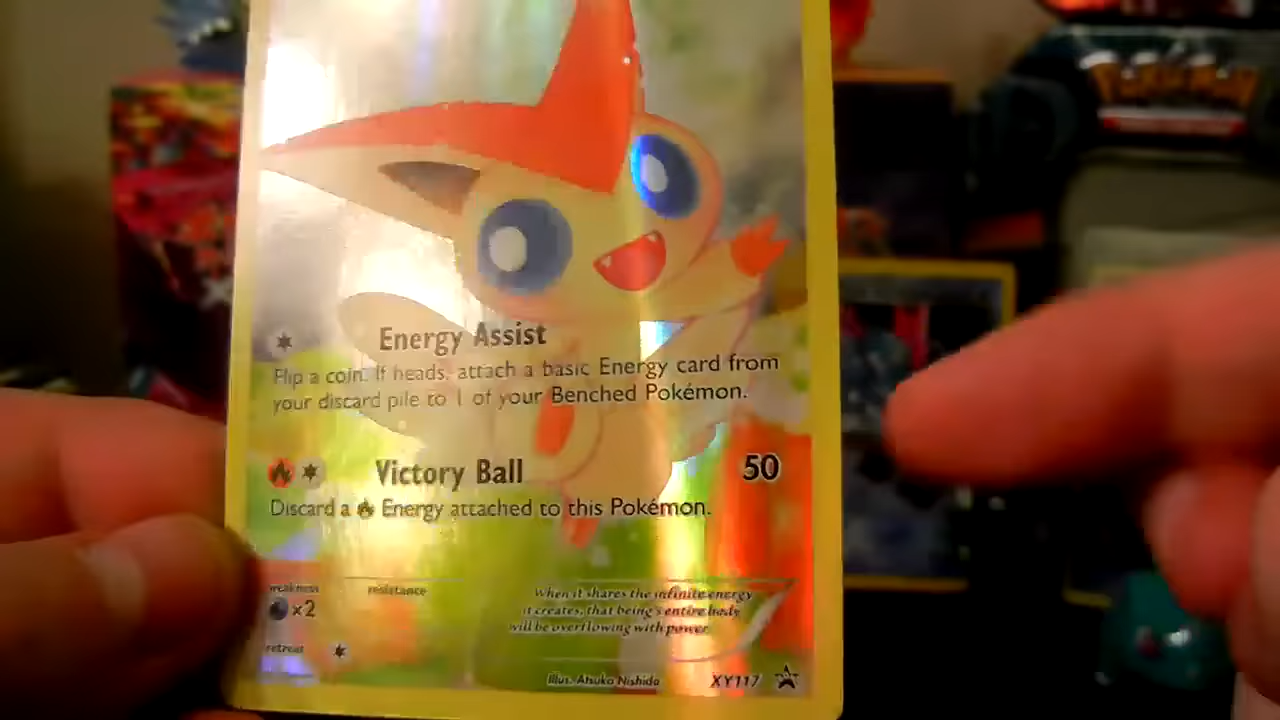 POKÉMON
Energy Assist
Flip a coin. If heads, attach a basic Energy card from
your discard pile to 1 of your Benched Pokémon.
Victory Ball 50
Discard a Energy attached to this Pokémon.
weakness resistance
×2
When it shares the infinite energy
it creates, that being's entire body
will be overflowing with power.
retreat
Illus. Atsuko Nishida XY117